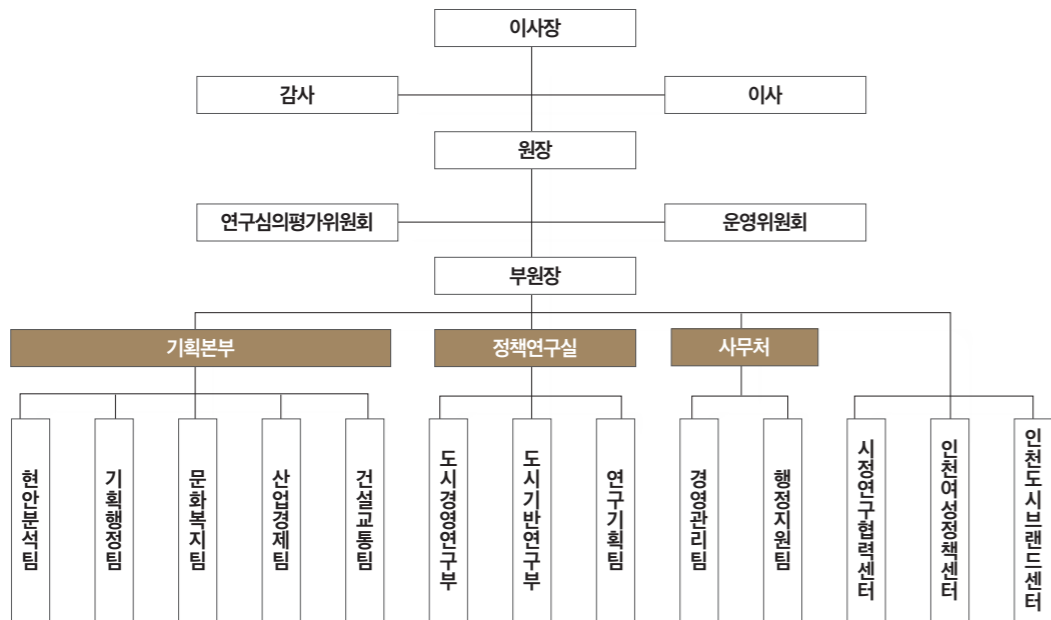 이사장
감사
이사
원장
연구심의평가위원회
운영위원회
부원장
기획본부
정책연구실
사무처
현안분석팀
기획행정팀
문화복지팀
산업경제팀
건설교통팀
도시경영연구부
도시기반연구부
연구기획팀
경영관리팀
행정지원팀
시정연구협력센터
인천여성정책센터
인천도시브랜드센터